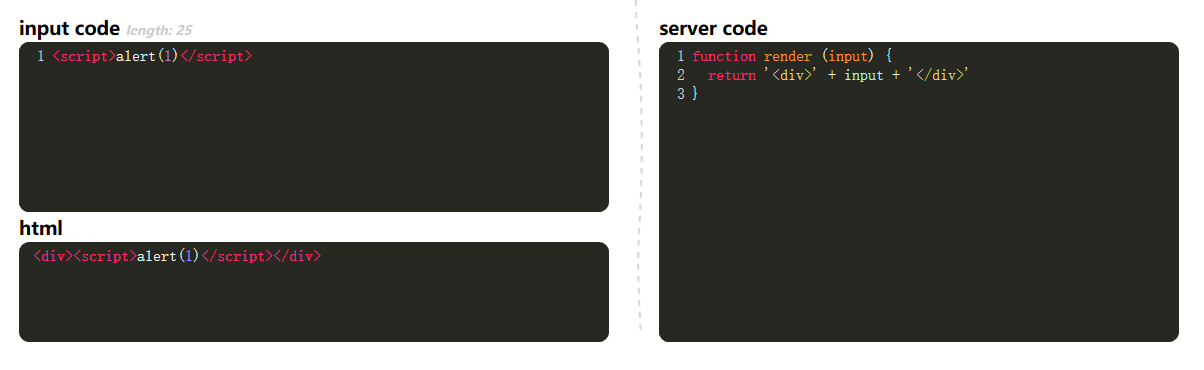 input code length: 25
1 <script>alert(1)</script>
html
<div><script>alert(1)</script></div>
server code
1 function render (input) {
2   return '<div>' + input + '</div>'
3 }